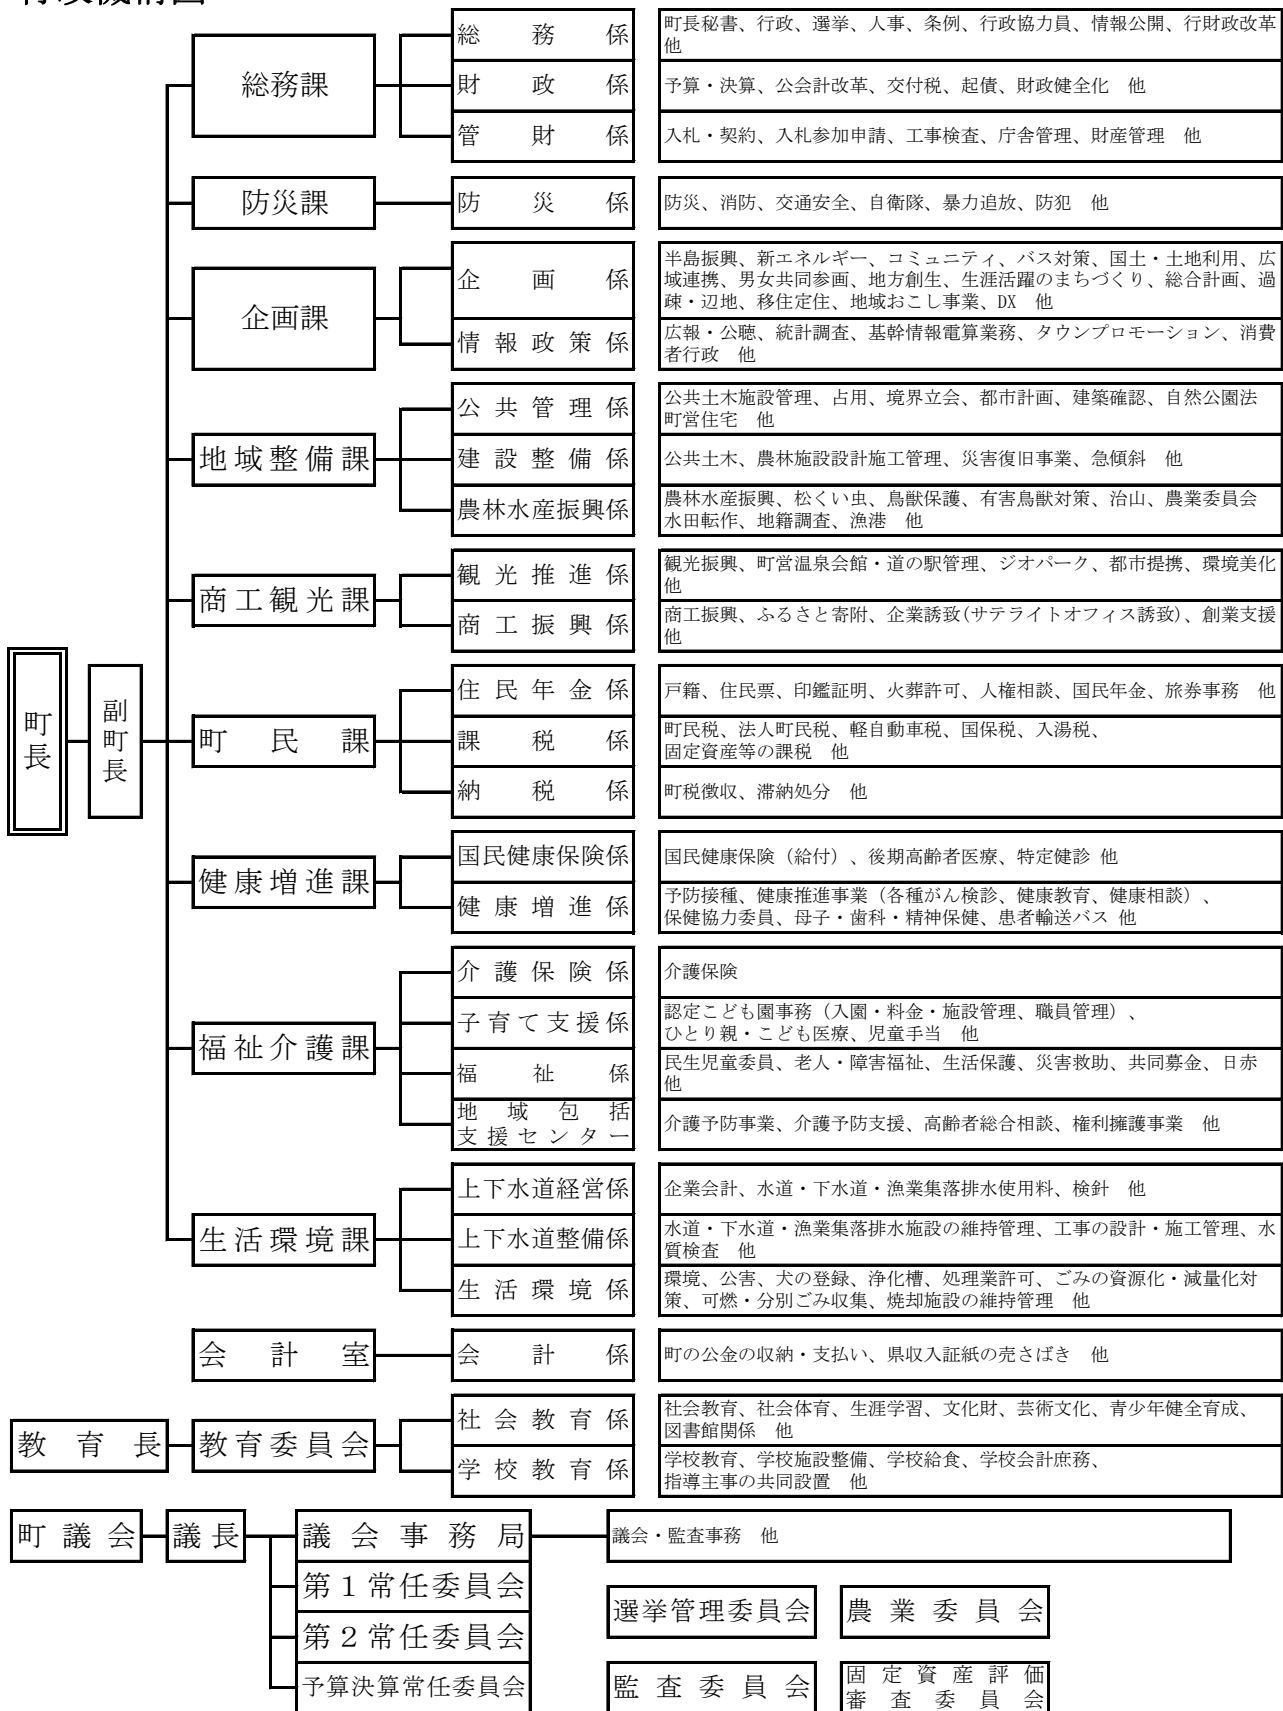 行政機構図
総務課
総務係
町長秘書、行政、選挙、人事、条例、行政協力員、情報公開、行財政改革
他
財政係
予算・決算、公会計改革、交付税、起債、財政健全化　他
管財係
入札・契約、入札参加申請、工事検査、庁舎管理、財産管理　他
防災課
防災係
防災、消防、交通安全、自衛隊、暴力追放、防犯　他
企画課
企画係
半島振興、新エネルギー、コミュニティ、バス対策、国土・土地利用、広
域連携、男女共同参画、地方創生、生涯活躍のまちづくり、総合計画、過
疎・辺地、移住定住、地域おこし事業、DX　他
情報政策係
広報・公聴、統計調査、基幹情報電算業務、タウンプロモーション、消費
者行政　他
地域整備課
公共管理係
公共土木施設管理、占用、境界立会、都市計画、建築確認、自然公園法
町営住宅　他
建設整備係
公共土木、農林施設設計施工管理、災害復旧事業、急傾斜　他
農林水産振興係
農林水産振興、松くい虫、鳥獣保護、有害鳥獣対策、治山、農業委員会
水田転作、地籍調査、漁港　他
商工観光課
観光推進係
観光振興、町営温泉会館・道の駅管理、ジオパーク、都市提携、環境美化
他
商工振興係
商工振興、ふるさと寄附、企業誘致(サテライトオフィス誘致)、創業支援
他
町長
副町長
町民課
住民年金係
戸籍、住民票、印鑑証明、火葬許可、人権相談、国民年金、旅券事務　他
課税係
町民税、法人町民税、軽自動車税、国保税、入湯税、
固定資産等の課税　他
納税係
町税徴収、滞納処分　他
健康増進課
国民健康保険係
国民健康保険（給付）、後期高齢者医療、特定健診 他
健康増進係
予防接種、健康推進事業（各種がん検診、健康教育、健康相談）、
保健協力委員、母子・歯科・精神保健、患者輸送バス 他
福祉介護課
介護保険係
介護保険
子育て支援係
認定こども園事務（入園・料金・施設管理、職員管理）、
ひとり親・こども医療、児童手当　他
福祉係
民生児童委員、老人・障害福祉、生活保護、災害救助、共同募金、日赤
他
地域包括
支援センター
介護予防事業、介護予防支援、高齢者総合相談、権利擁護事業　他
生活環境課
上下水道経営係
企業会計、水道・下水道・漁業集落排水使用料、検針　他
上下水道整備係
水道・下水道・漁業集落排水施設の維持管理、工事の設計・施工管理、水
質検査　他
生活環境係
環境、公害、犬の登録、浄化槽、処理業許可、ごみの資源化・減量化対
策、可燃・分別ごみ収集、焼却施設の維持管理　他
会計室
会計係
町の公金の収納・支払い、県収入証紙の売さばき　他
教育長
教育委員会
社会教育係
社会教育、社会体育、生涯学習、文化財、芸術文化、青少年健全育成、
図書館関係　他
学校教育係
学校教育、学校施設整備、学校給食、学校会計庶務、
指導主事の共同設置　他
町議会
議長
議会事務局
議会・監査事務　他
第１常任委員会
第２常任委員会
予算決算常任委員会
選挙管理委員会
農業委員会
監査委員会
固定資産評価
審査委員会